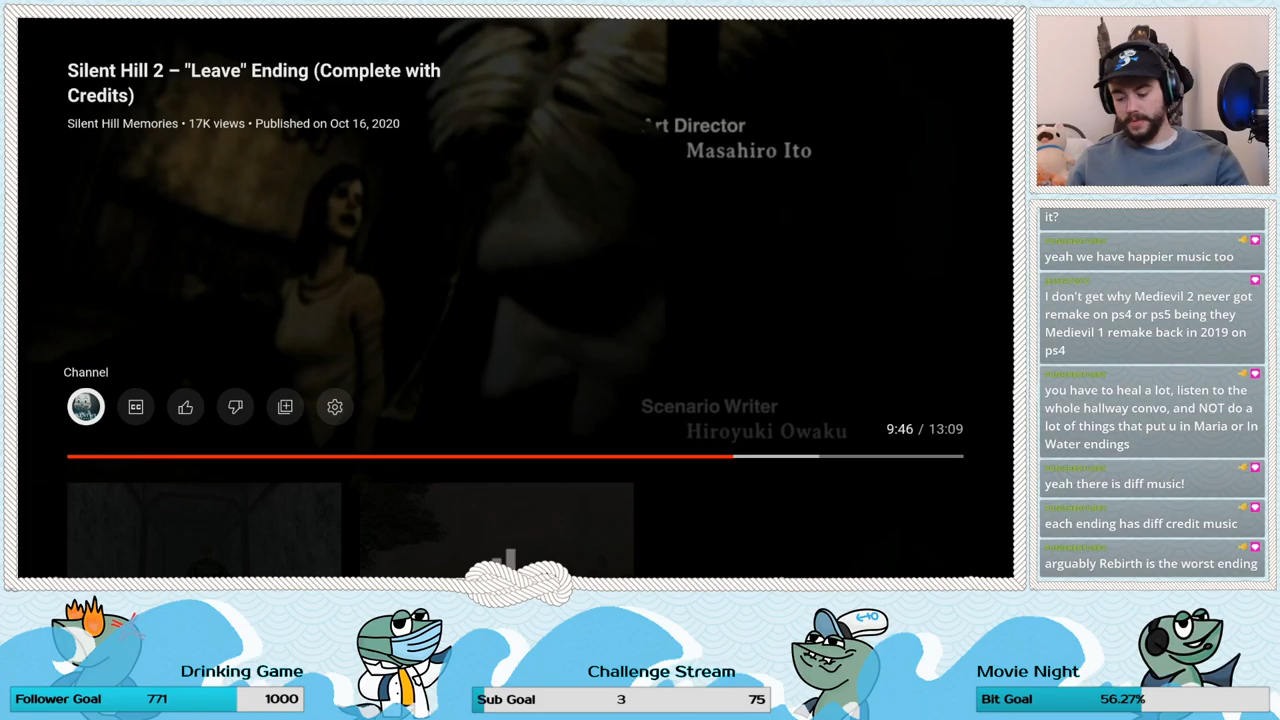 Silent Hill 2 – "Leave" Ending (Complete with
Credits)
Silent Hill Memories • 17K views • Published on Oct 16, 2020
Art Director
Masahiro Ito
Channel
CC
Scenario Writer
Hiroyuki Owaku
9:46 / 13:09
it?
yeah we have happier music too
I don't get why Medievil 2 never got
remake on ps4 or ps5 being they
Medievil 1 remake back in 2019 on
ps4
you have to heal a lot, listen to the
whole hallway convo, and NOT do a
lot of things that put u in Maria or In
Water endings
yeah there is diff music!
each ending has diff credit music
arguably Rebirth is the worst ending
Drinking Game
Follower Goal 771 1000
Challenge Stream
Sub Goal 3 75
Movie Night
Bit Goal 56.27%